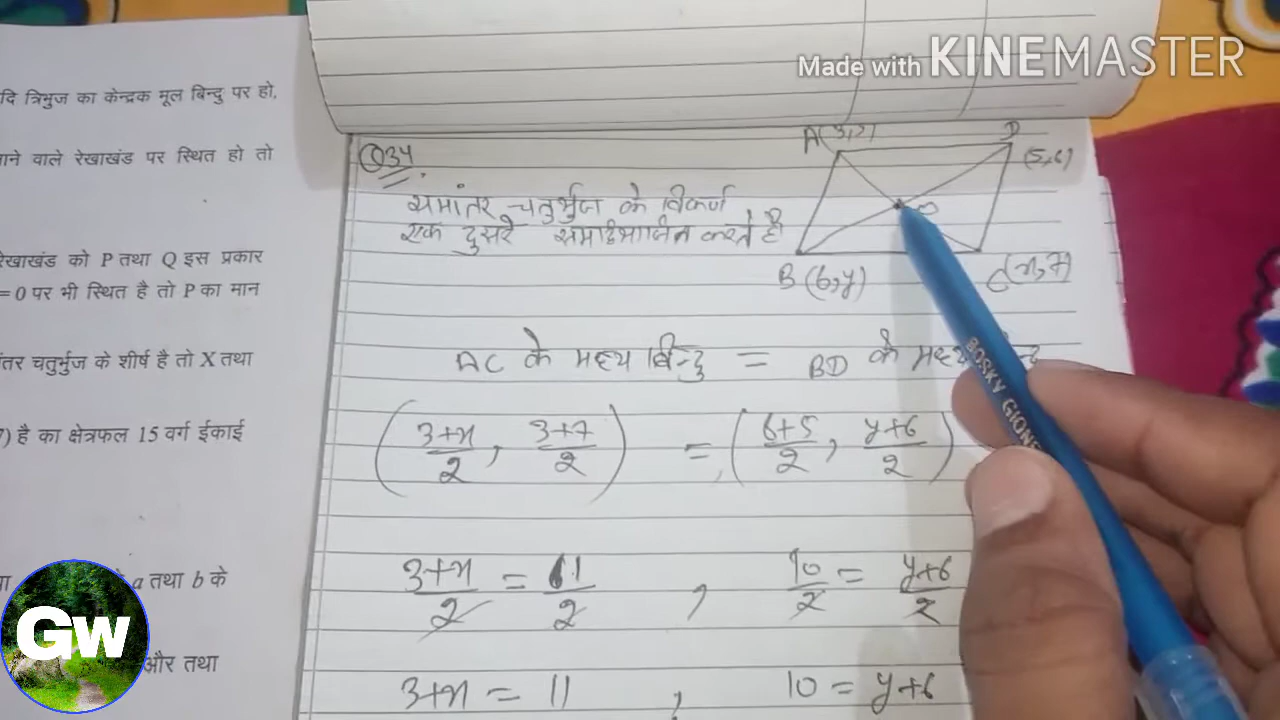 Made with KINEMASTER
दि त्रिभुज का केन्द्रक मूल बिन्दु पर हो,
ाने वाले रेखाखंड पर स्थित हो तो
रेखाखंड को P तथा Q इस प्रकार
=0 पर भी स्थित है तो P का मान
ंतर चतुर्भुज के शीर्ष है तो X तथा
) है का क्षेत्रफल 15 वर्ग ईकाई
a तथा b के
और तथा
GW
Q34
समांतर चतुर्भुज के विकर्ण
एक दुसरे समद्विभाजित करते है
A(3,3) D
(5,6)
O
B (6,y) C(x,7)
AC के मध्य बिन्दु = BD के मध्य
(3+x/2, 3+7/2) = (6+5/2, y+6/2)
3+x/2 = 11/2 , 10/2 = y+6/2
3+x = 11 , 10 = y+6
BOSKY GIONE